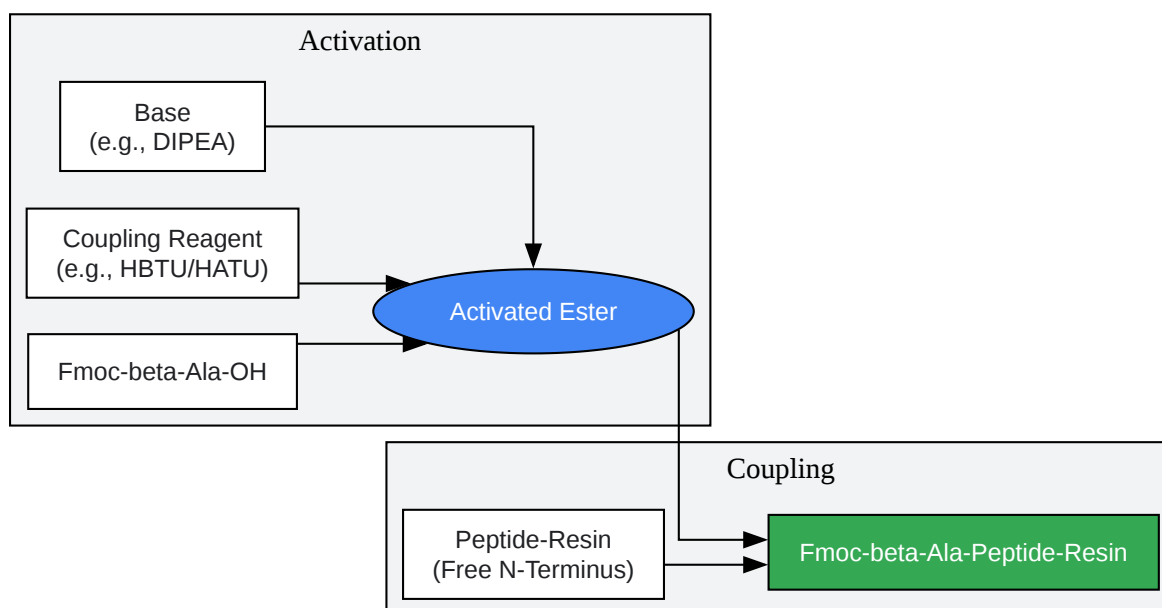 Activation
Base
(e.g., DIPEA)
Coupling Reagent
(e.g., HBTU/HATU)
Activated Ester
Fmoc-beta-Ala-OH
Coupling
Peptide-Resin
(Free N-Terminus)
Fmoc-beta-Ala-Peptide-Resin